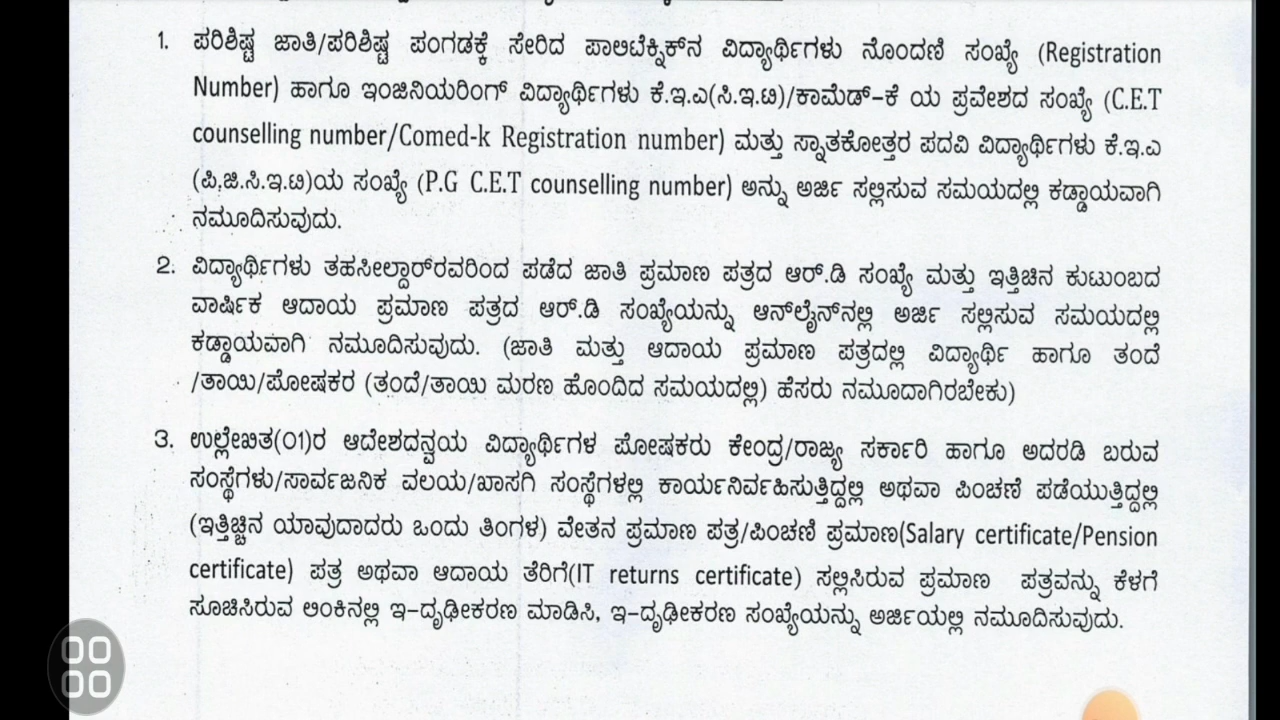 1. ಪರಿಶಿಷ್ಟ ಜಾತಿ/ಪರಿಶಿಷ್ಟ ಪಂಗಡಕ್ಕೆ ಸೇರಿದ ಪಾಲಿಟೆಕ್ನಿಕ್‌ನ ವಿದ್ಯಾರ್ಥಿಗಳು ನೊಂದಣಿ ಸಂಖ್ಯೆ (Registration
Number) ಹಾಗೂ ಇಂಜಿನಿಯರಿಂಗ್ ವಿದ್ಯಾರ್ಥಿಗಳು ಕೆ.ಇ.ಎ(ಸಿ.ಇ.ಟಿ)/ಕಾಮೆಡ್-ಕೆ ಯ ಪ್ರವೇಶದ ಸಂಖ್ಯೆ (C.E.T
counselling number/Comed-k Registration number) ಮತ್ತು ಸ್ನಾತಕೋತ್ತರ ಪದವಿ ವಿದ್ಯಾರ್ಥಿಗಳು ಕೆ.ಇ.ಎ
(ಪಿ.ಜಿ.ಸಿ.ಇ.ಟಿ)ಯ ಸಂಖ್ಯೆ (P.G C.E.T counselling number) ಅನ್ನು ಅರ್ಜಿ ಸಲ್ಲಿಸುವ ಸಮಯದಲ್ಲಿ ಕಡ್ಡಾಯವಾಗಿ
ನಮೂದಿಸುವುದು.
2. ವಿದ್ಯಾರ್ಥಿಗಳು ತಹಸೀಲ್ದಾರ್‌ರವರಿಂದ ಪಡೆದ ಜಾತಿ ಪ್ರಮಾಣ ಪತ್ರದ ಆರ್.ಡಿ ಸಂಖ್ಯೆ ಮತ್ತು ಇತ್ತಿಚಿನ ಕುಟುಂಬದ
ವಾರ್ಷಿಕ ಆದಾಯ ಪ್ರಮಾಣ ಪತ್ರದ ಆರ್.ಡಿ ಸಂಖ್ಯೆಯನ್ನು ಆನ್‌ಲೈನ್‌ನಲ್ಲಿ ಅರ್ಜಿ ಸಲ್ಲಿಸುವ ಸಮಯದಲ್ಲಿ
ಕಡ್ಡಾಯವಾಗಿ ನಮೂದಿಸುವುದು. (ಜಾತಿ ಮತ್ತು ಆದಾಯ ಪ್ರಮಾಣ ಪತ್ರದಲ್ಲಿ ವಿದ್ಯಾರ್ಥಿ ಹಾಗೂ ತಂದೆ
/ತಾಯಿ/ಪೋಷಕರ (ತಂದೆ/ತಾಯಿ ಮರಣ ಹೊಂದಿದ ಸಮಯದಲ್ಲಿ) ಹೆಸರು ನಮೂದಾಗಿರಬೇಕು)
3. ಉಲ್ಲೇಖಿತ(01)ರ ಆದೇಶದನ್ವಯ ವಿದ್ಯಾರ್ಥಿಗಳ ಪೋಷಕರು ಕೇಂದ್ರ/ರಾಜ್ಯ ಸರ್ಕಾರಿ ಹಾಗೂ ಅದರಡಿ ಬರುವ
ಸಂಸ್ಥೆಗಳು/ಸಾರ್ವಜನಿಕ ವಲಯ/ಖಾಸಗಿ ಸಂಸ್ಥೆಗಳಲ್ಲಿ ಕಾರ್ಯನಿರ್ವಹಿಸುತ್ತಿದ್ದಲ್ಲಿ ಅಥವಾ ಪಿಂಚಣೆ ಪಡೆಯುತ್ತಿದ್ದಲ್ಲಿ
(ಇತ್ತಿಚ್ಚಿನ ಯಾವುದಾದರು ಒಂದು ತಿಂಗಳ) ವೇತನ ಪ್ರಮಾಣ ಪತ್ರ/ಪಿಂಚಣಿ ಪ್ರಮಾಣ(Salary certificate/Pension
certificate) ಪತ್ರ ಅಥವಾ ಆದಾಯ ತೆರಿಗೆ(IT returns certificate) ಸಲ್ಲಿಸಿರುವ ಪ್ರಮಾಣ ಪತ್ರವನ್ನು ಕೆಳಗೆ
ಸೂಚಿಸಿರುವ ಲಿಂಕಿನಲ್ಲಿ ಇ-ದೃಢೀಕರಣ ಮಾಡಿಸಿ, ಇ-ದೃಢೀಕರಣ ಸಂಖ್ಯೆಯನ್ನು ಅರ್ಜಿಯಲ್ಲಿ ನಮೂದಿಸುವುದು.